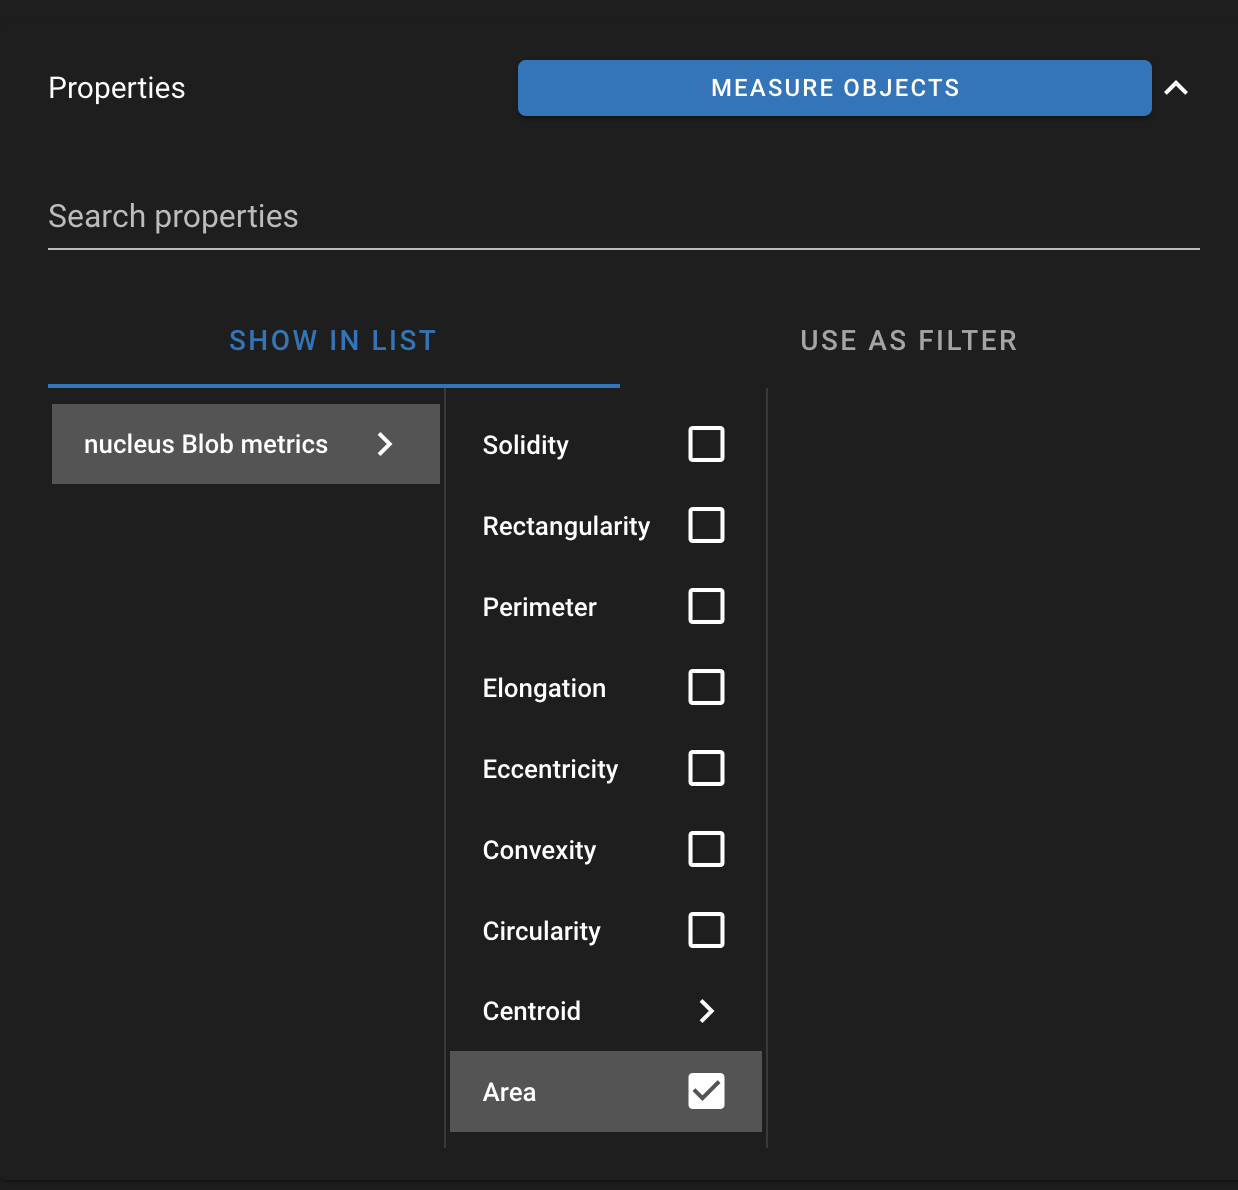 Properties
MEASURE OBJECTS
Search properties
SHOW IN LIST
USE AS FILTER
nucleus Blob metrics
Solidity
Rectangularity
Perimeter
Elongation
Eccentricity
Convexity
Circularity
Centroid
Area